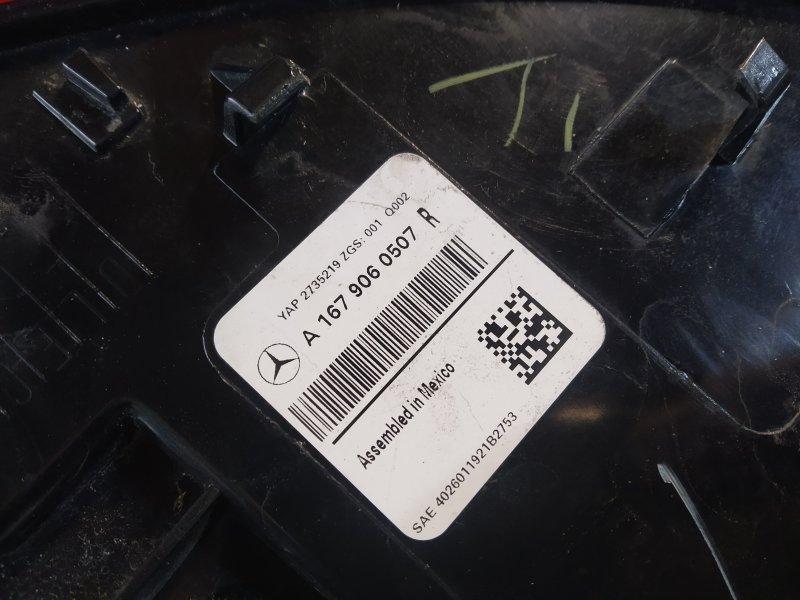 YAP 2735219 ZGS: 001 Q002
A 167 906 0507 R
Assembled in Mexico
SAE 4026011921B2753